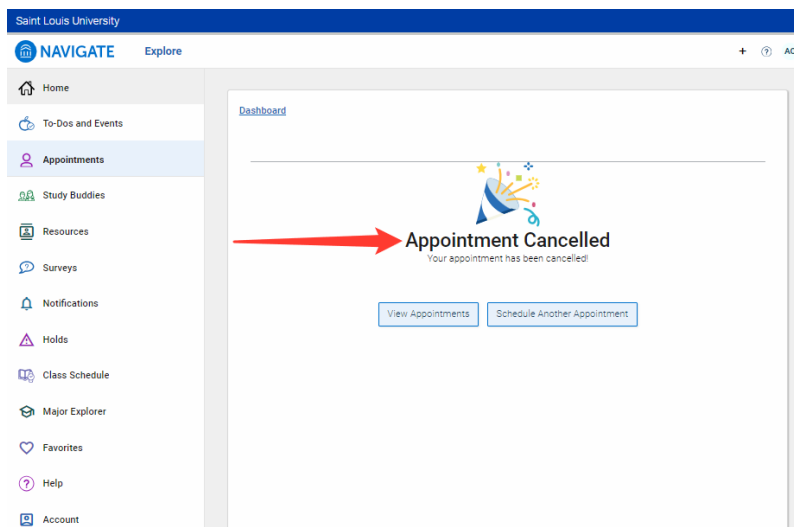 Saint Louis University
NAVIGATE
Explore
+ ? AC
Home
To-Dos and Events
Appointments
Study Buddies
Resources
Surveys
Notifications
Holds
Class Schedule
Major Explorer
Favorites
Help
Account
Dashboard
Appointment Cancelled
Your appointment has been cancelled!
View Appointments
Schedule Another Appointment